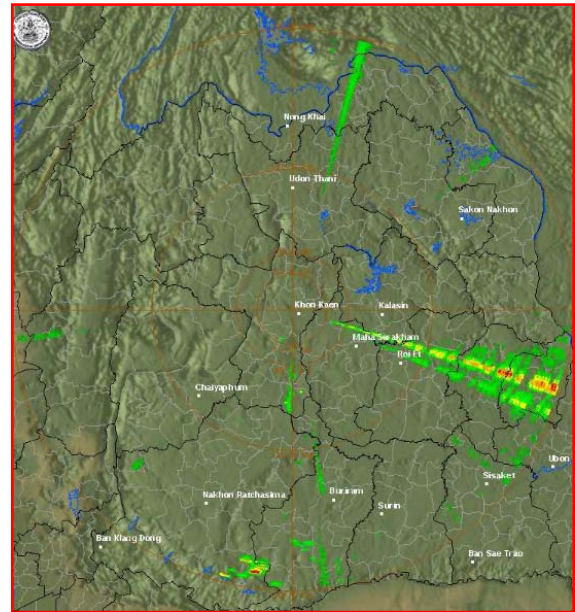 Nong Khai
Udon Thani
Sakon Nakhon
Khon Kaen
Kalasin
Maha Sarakham
Roi Et
Chaiyaphum
Ubon
Sisaket
Nakhon Ratchasima
Buriram
Surin
Ban Klang Dong
Ban Sae Trao